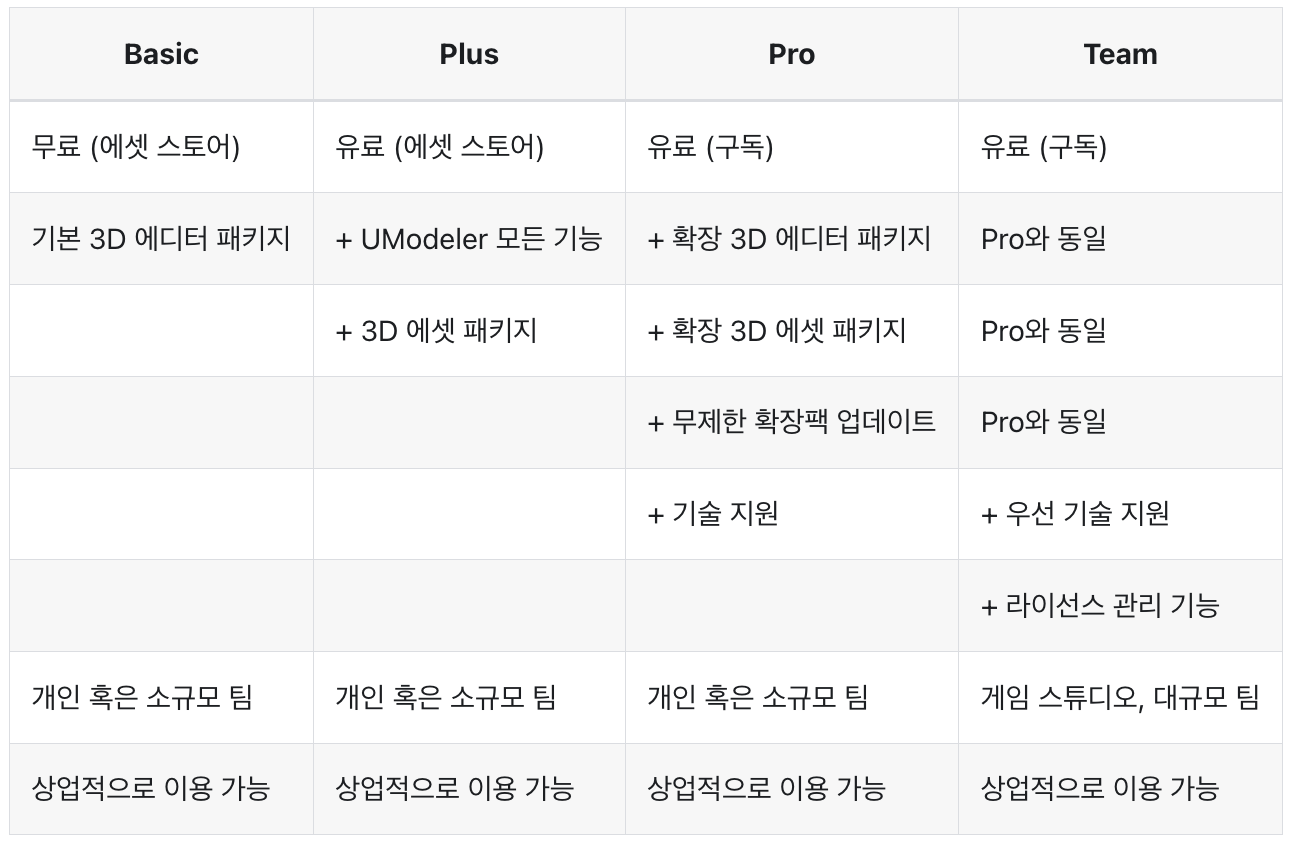 Basic Plus Pro Team
무료 (에셋 스토어) 유료 (에셋 스토어) 유료 (구독) 유료 (구독)
기본 3D 에디터 패키지 + UModeler 모든 기능 + 확장 3D 에디터 패키지 Pro와 동일
+ 3D 에셋 패키지 + 확장 3D 에셋 패키지 Pro와 동일
+ 무제한 확장팩 업데이트 Pro와 동일
+ 기술 지원 + 우선 기술 지원
+ 라이선스 관리 기능
개인 혹은 소규모 팀 개인 혹은 소규모 팀 개인 혹은 소규모 팀 게임 스튜디오, 대규모 팀
상업적으로 이용 가능 상업적으로 이용 가능 상업적으로 이용 가능 상업적으로 이용 가능